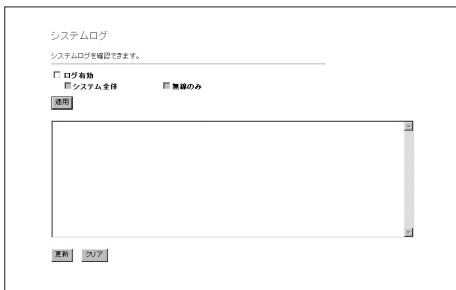 システムログ
システムログを確認できます。
ログ有効
システム全体 無線のみ
適用
更新 クリア